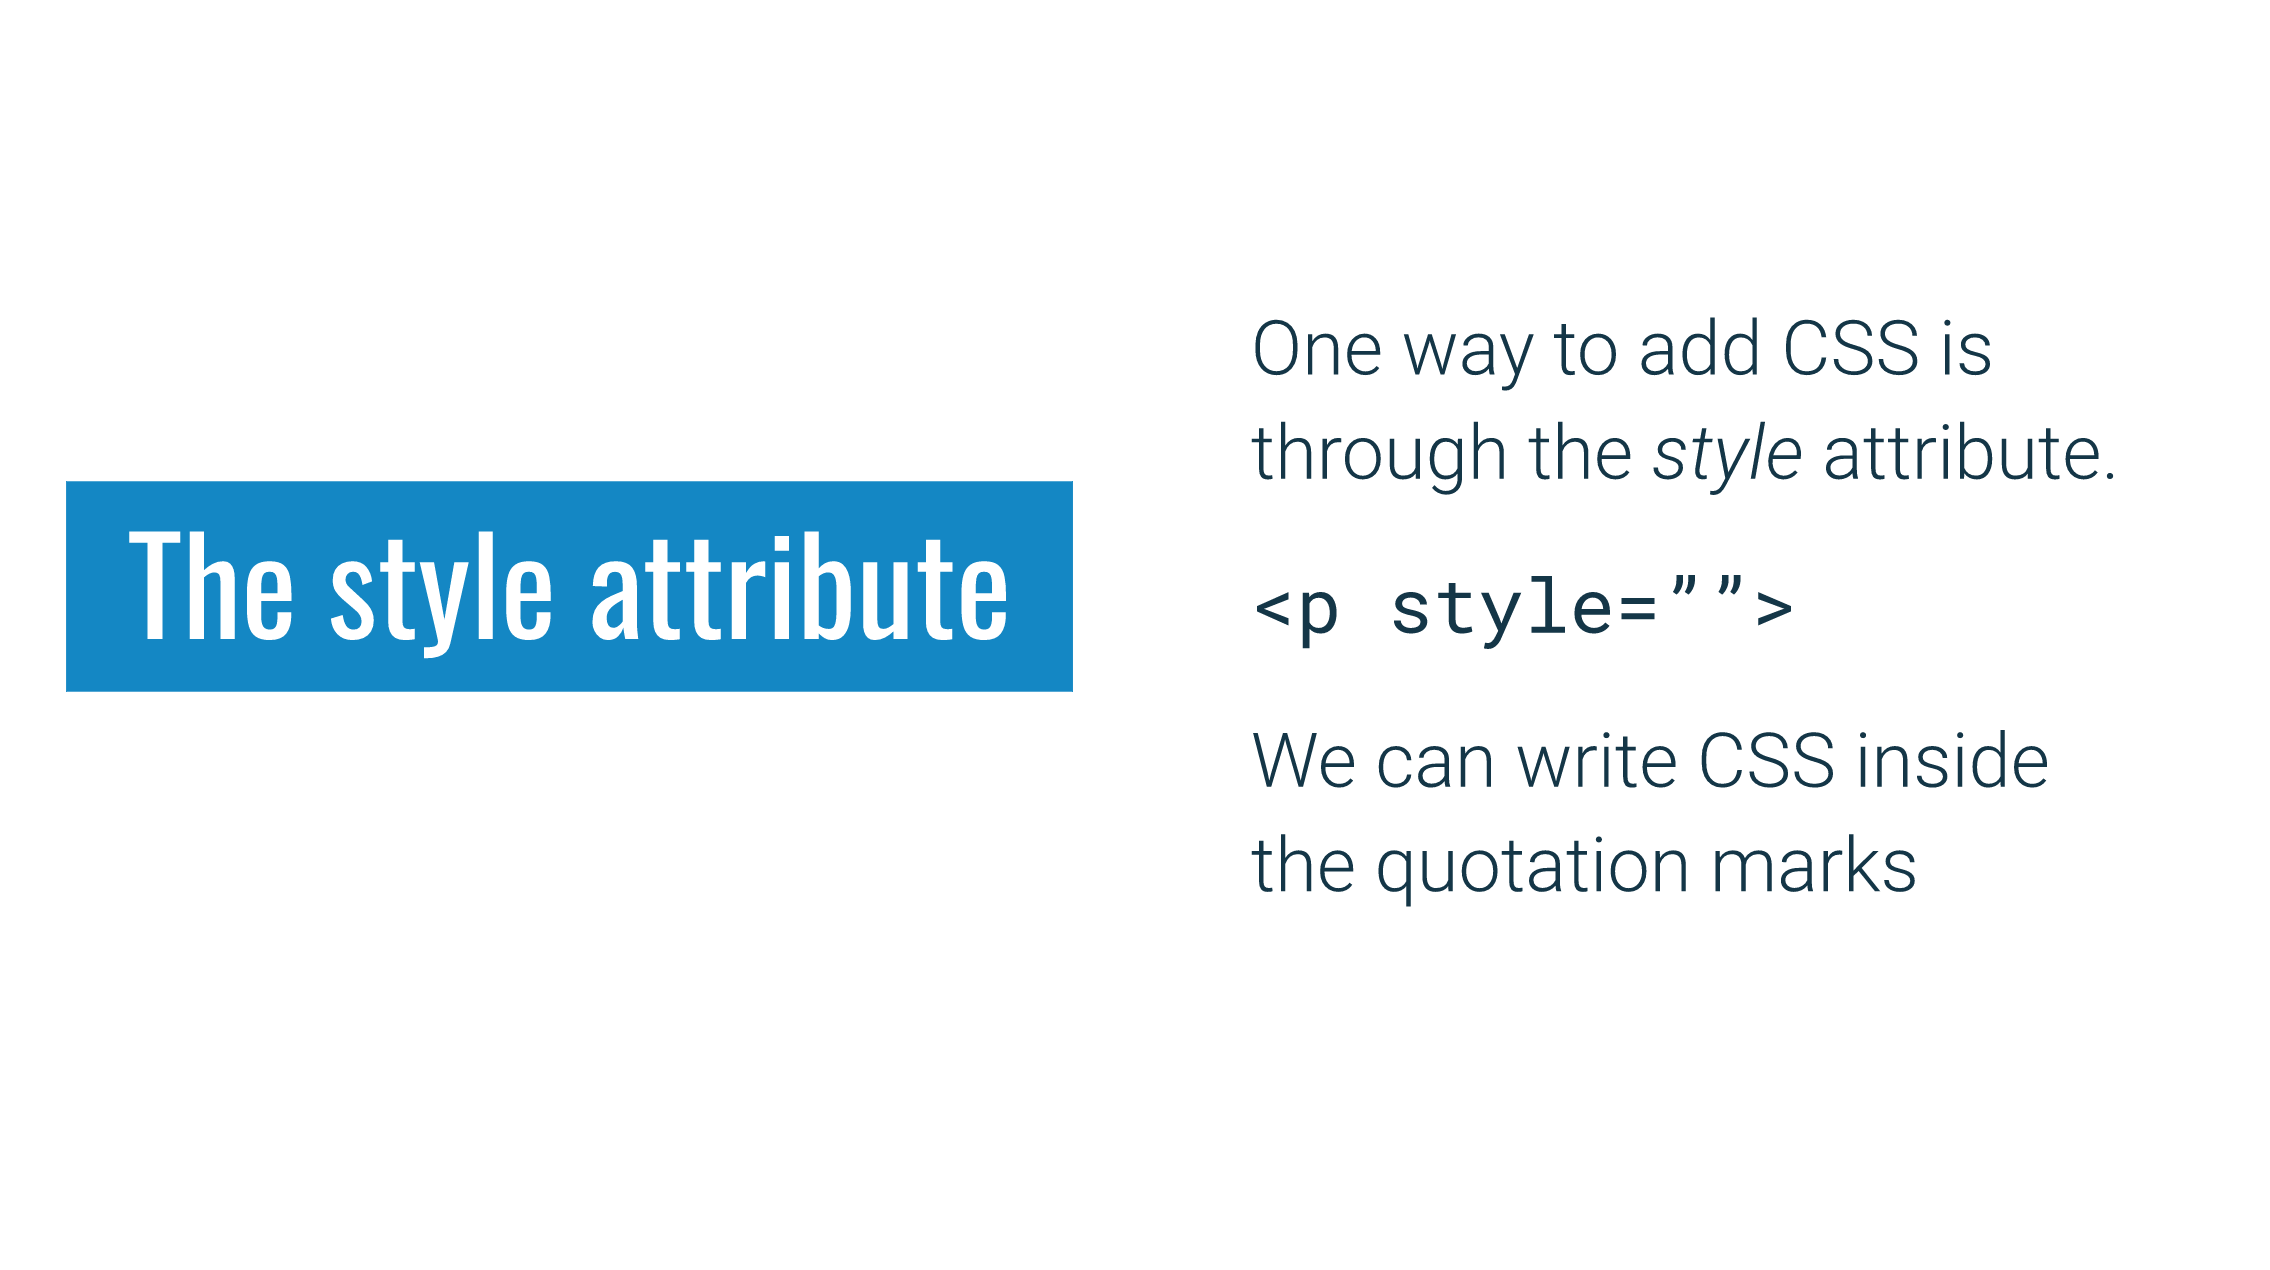 The style attribute
One way to add CSS is
through the style attribute.
<p style=””>
We can write CSS inside
the quotation marks